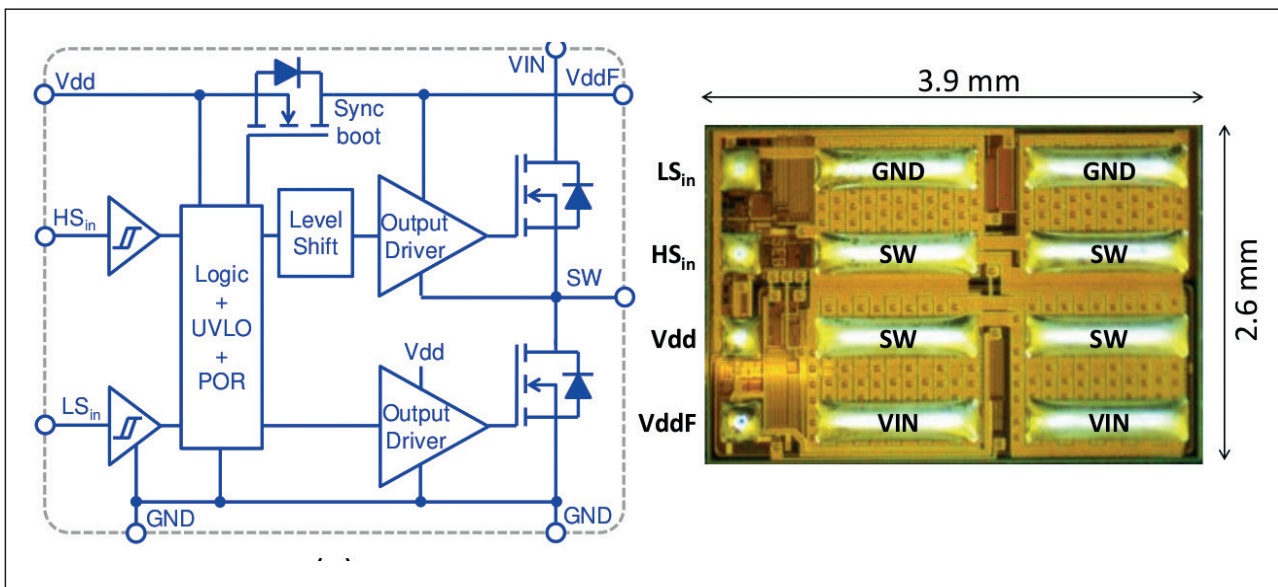 VIN
Vdd
VddF
Sync
boot
HSin
Logic
+
UVLO
+
POR
Level
Shift
Output
Driver
SW
LSin
Vdd
Output
Driver
GND
GND
3.9 mm
2.6 mm
LSin
GND
GND
HSin
SW
SW
Vdd
SW
SW
VddF
VIN
VIN